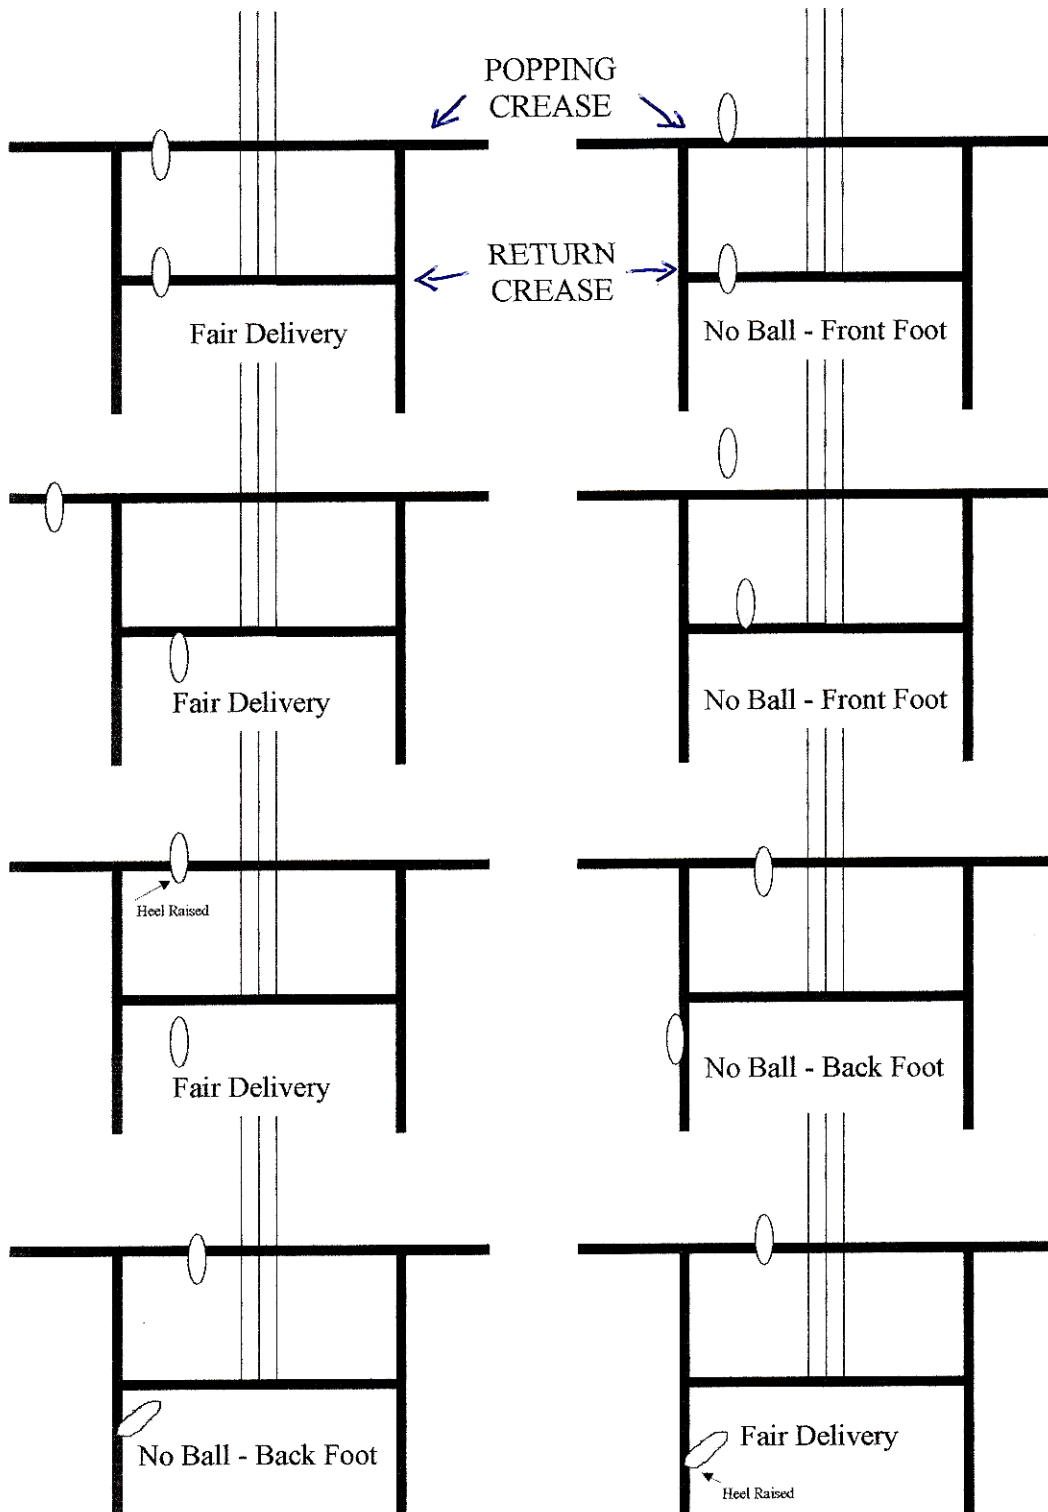 POPPING
CREASE
RETURN
CREASE
Fair Delivery
No Ball - Front Foot
Fair Delivery
No Ball - Front Foot
Heel Raised
Fair Delivery
No Ball - Back Foot
No Ball - Back Foot
Fair Delivery
Heel Raised